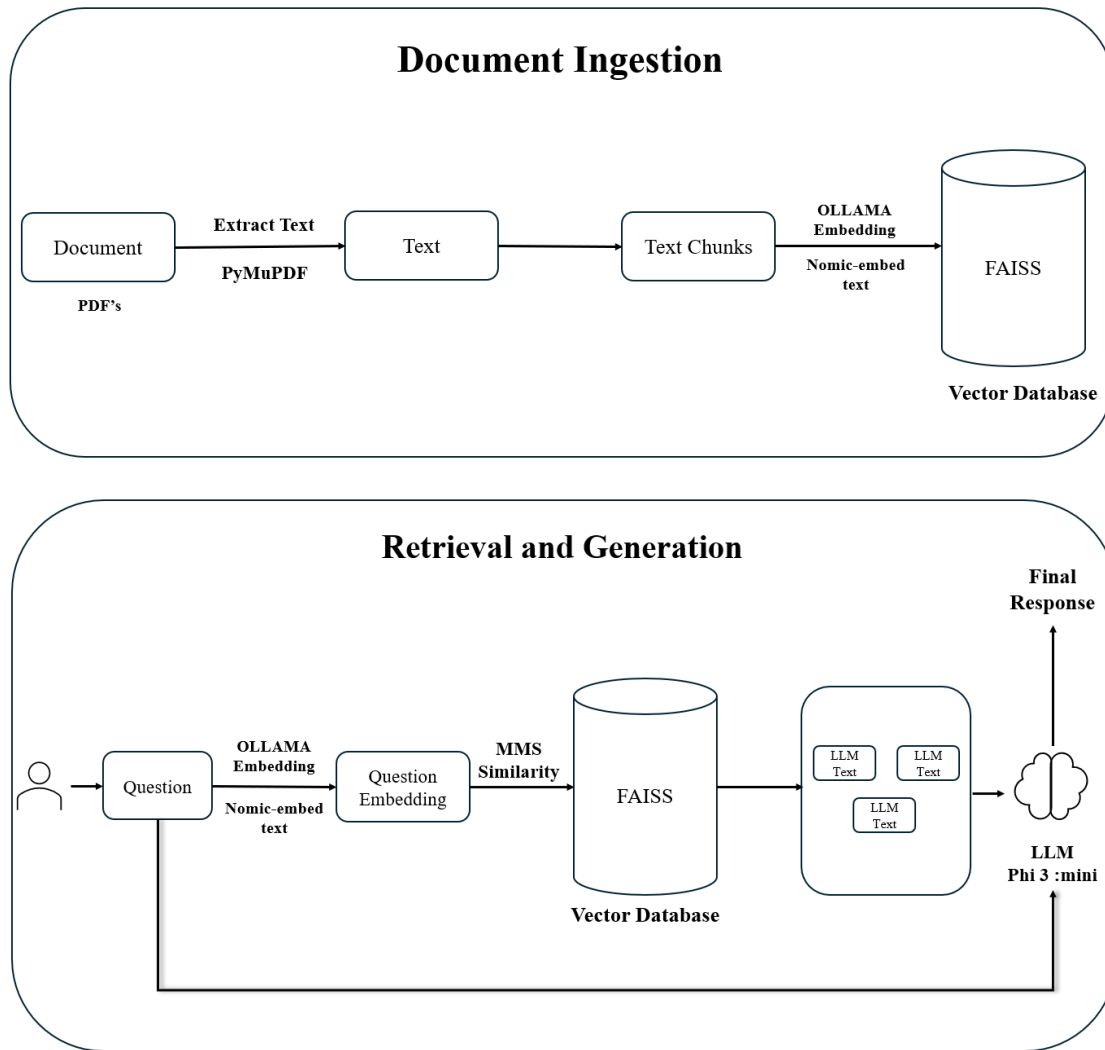 Document Ingestion
Document
PDF's
Extract Text
PyMuPDF
Text
Text Chunks
OLLAMA
Embedding
Nomic-embed
text
FAISS
Vector Database
Retrieval and Generation
Question
OLLAMA
Embedding
Nomic-embed
text
Question
Embedding
MMS
Similarity
FAISS
Vector Database
LLM
Text
LLM
Text
LLM
Text
Final
Response
LLM
Phi 3 :mini